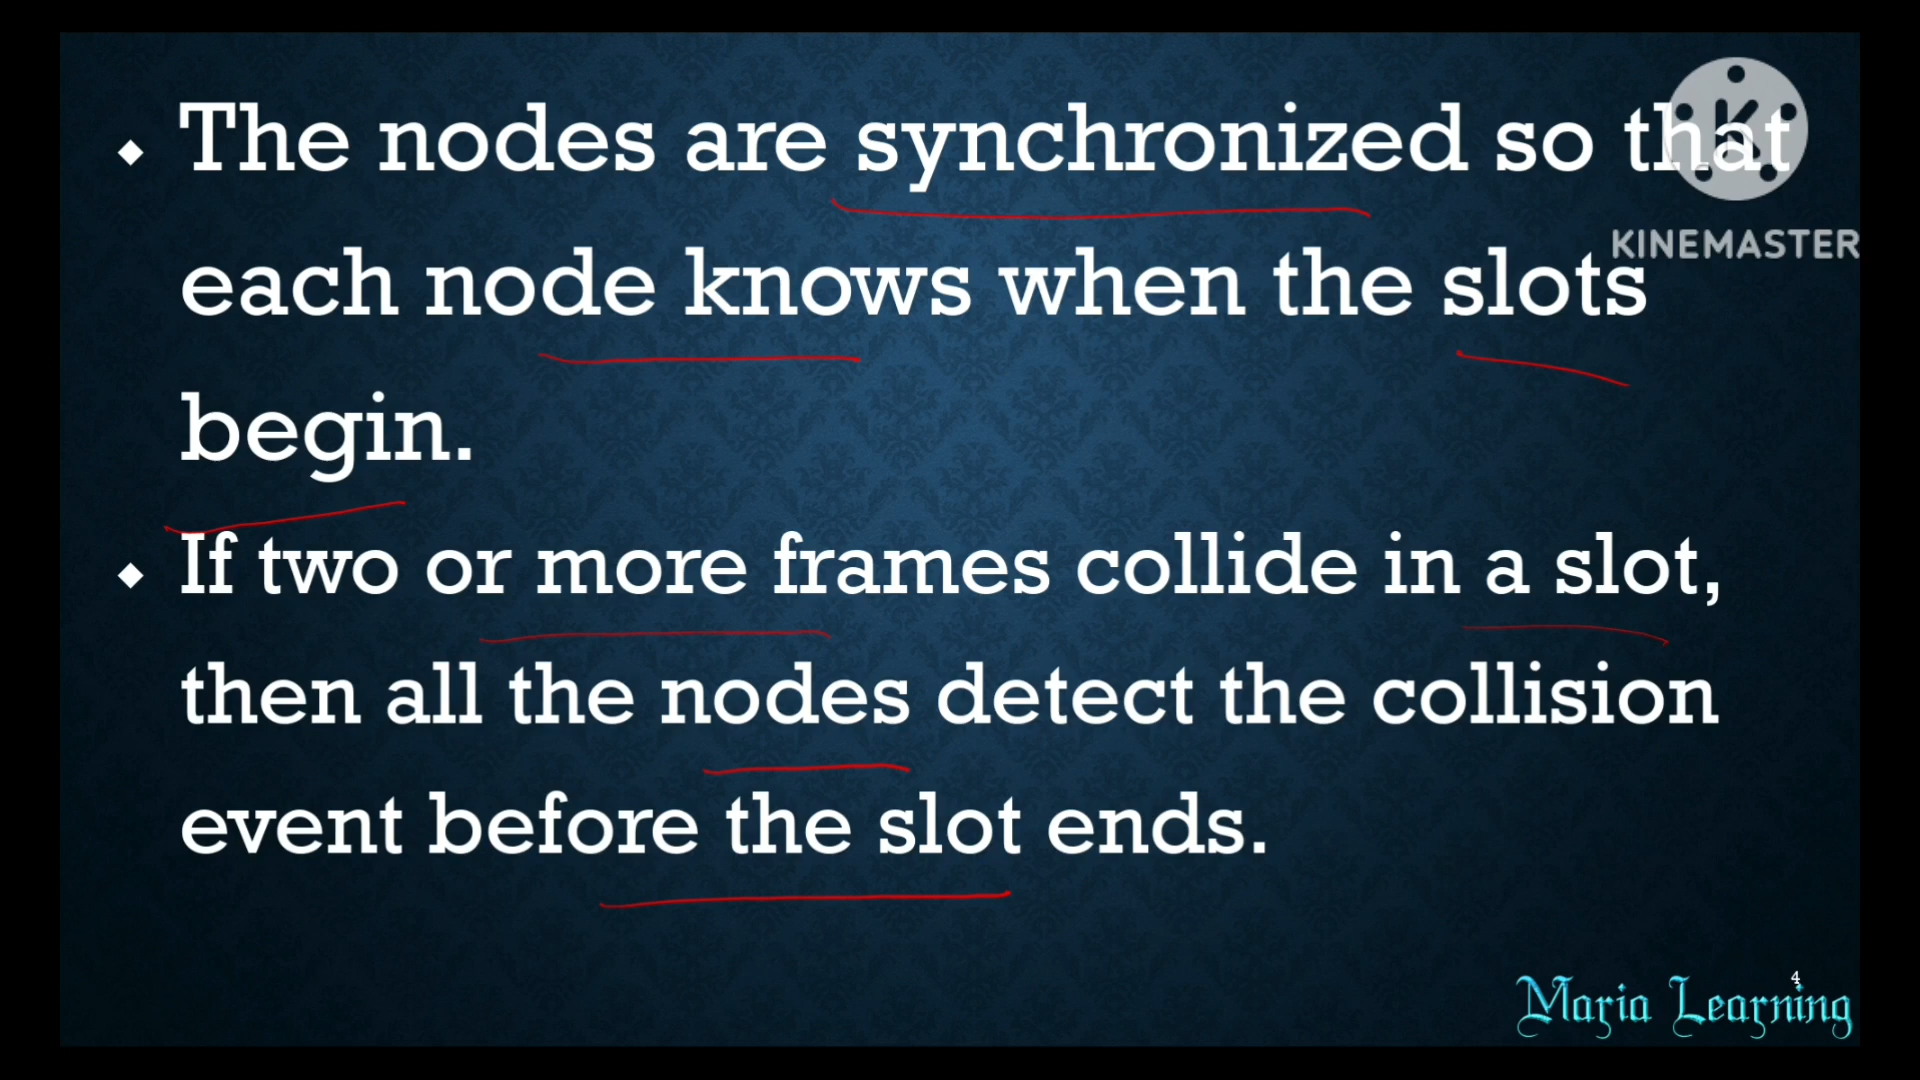 ◆ The nodes are synchronized so that
each node knows when the slots
begin.
◆ If two or more frames collide in a slot,
then all the nodes detect the collision
event before the slot ends.
KINEMASTER
4
Maria Learning